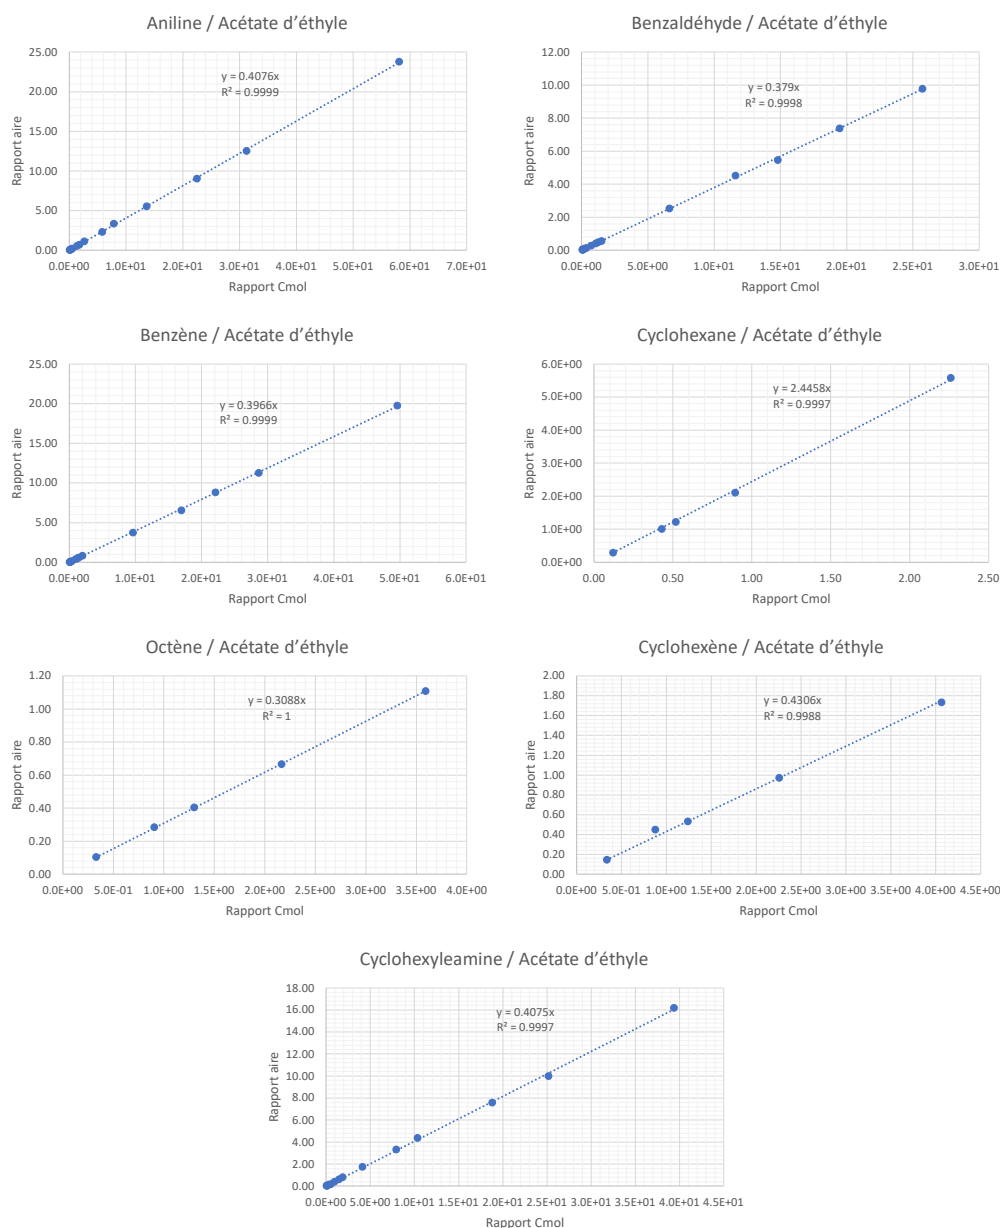 Aniline / Acétate d'éthyle
25.00
20.00
15.00
10.00
5.00
0.00
Rapport aire
y = 0.4076x
R² = 0.9999
0.0E+00 1.0E+01 2.0E+01 3.0E+01 4.0E+01 5.0E+01 6.0E+01 7.0E+01
Rapport Cmol
Benzaldéhyde / Acétate d'éthyle
12.00
10.00
8.00
6.00
4.00
2.00
0.00
Rapport aire
y = 0.379x
R² = 0.9998
0.0E+00 5.0E+00 1.0E+01 1.5E+01 2.0E+01 2.5E+01 3.0E+01
Rapport Cmol
Benzène / Acétate d'éthyle
25.00
20.00
15.00
10.00
5.00
0.00
Rapport aire
y = 0.3966x
R² = 0.9999
0.0E+00 1.0E+01 2.0E+01 3.0E+01 4.0E+01 5.0E+01 6.0E+01
Rapport Cmol
Cyclohexane / Acétate d'éthyle
6.0E+00
5.0E+00
4.0E+00
3.0E+00
2.0E+00
1.0E+00
0.0E+00
Rapport aire
y = 2.4458x
R² = 0.9997
0.00 0.50 1.00 1.50 2.00 2.50
Rapport Cmol
Octène / Acétate d'éthyle
1.20
1.00
0.80
0.60
0.40
0.20
0.00
Rapport aire
y = 0.3088x
R² = 1
0.0E+00 5.0E-01 1.0E+00 1.5E+00 2.0E+00 2.5E+00 3.0E+00 3.5E+00 4.0E+00
Rapport Cmol
Cyclohexène / Acétate d'éthyle
2.00
1.80
1.60
1.40
1.20
1.00
0.80
0.60
0.40
0.20
0.00
Rapport aire
y = 0.4306x
R² = 0.9988
0.0E+00 5.0E-01 1.0E+00 1.5E+00 2.0E+00 2.5E+00 3.0E+00 3.5E+00 4.0E+00 4.5E+00
Rapport Cmol
Cyclohexyleamine / Acétate d'éthyle
18.00
16.00
14.00
12.00
10.00
8.00
6.00
4.00
2.00
0.00
Rapport aire
y = 0.4075x
R² = 0.9997
0.0E+00 5.0E+00 1.0E+01 1.5E+01 2.0E+01 2.5E+01 3.0E+01 3.5E+01 4.0E+01 4.5E+01
Rapport Cmol